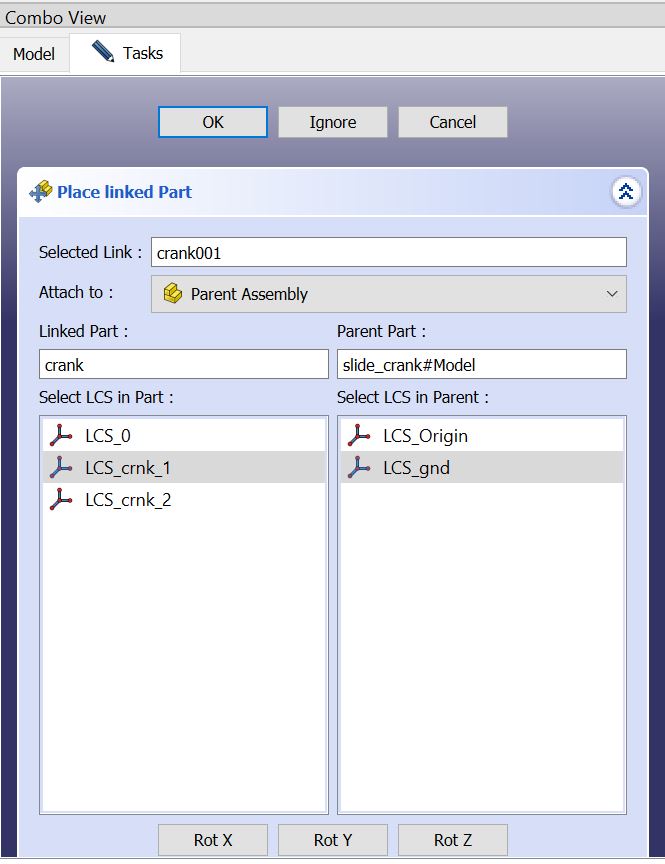 Combo View
Model Tasks
OK Ignore Cancel
Place linked Part
Selected Link : crank001
Attach to : Parent Assembly
Linked Part : Parent Part :
crank slide_crank#Model
Select LCS in Part : Select LCS in Parent :
LCS_0 LCS_Origin
LCS_crnk_1 LCS_gnd
LCS_crnk_2
Rot X Rot Y Rot Z